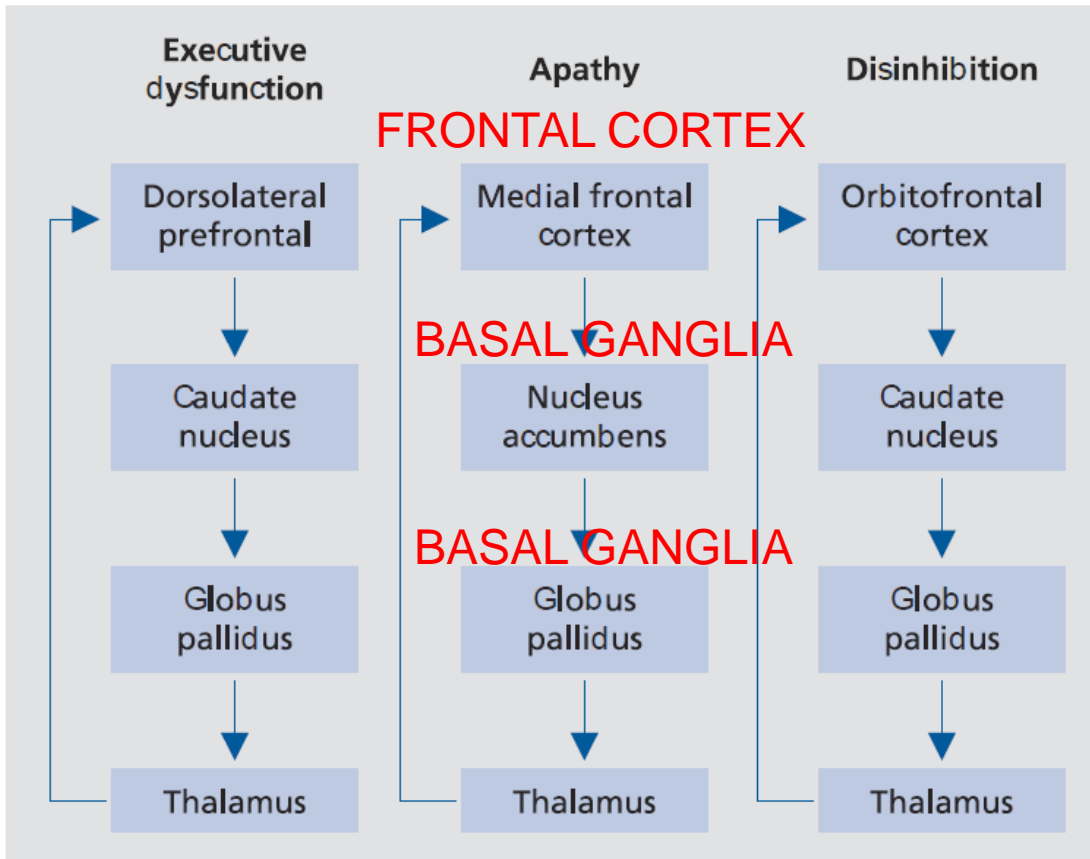 Executive
dysfunction
Apathy
Disinhibition
FRONTAL CORTEX
Dorsolateral
prefrontal
Medial frontal
cortex
Orbitofrontal
cortex
BASAL GANGLIA
Caudate
nucleus
Nucleus
accumbens
Caudate
nucleus
BASAL GANGLIA
Globus
pallidus
Globus
pallidus
Globus
pallidus
Thalamus
Thalamus
Thalamus